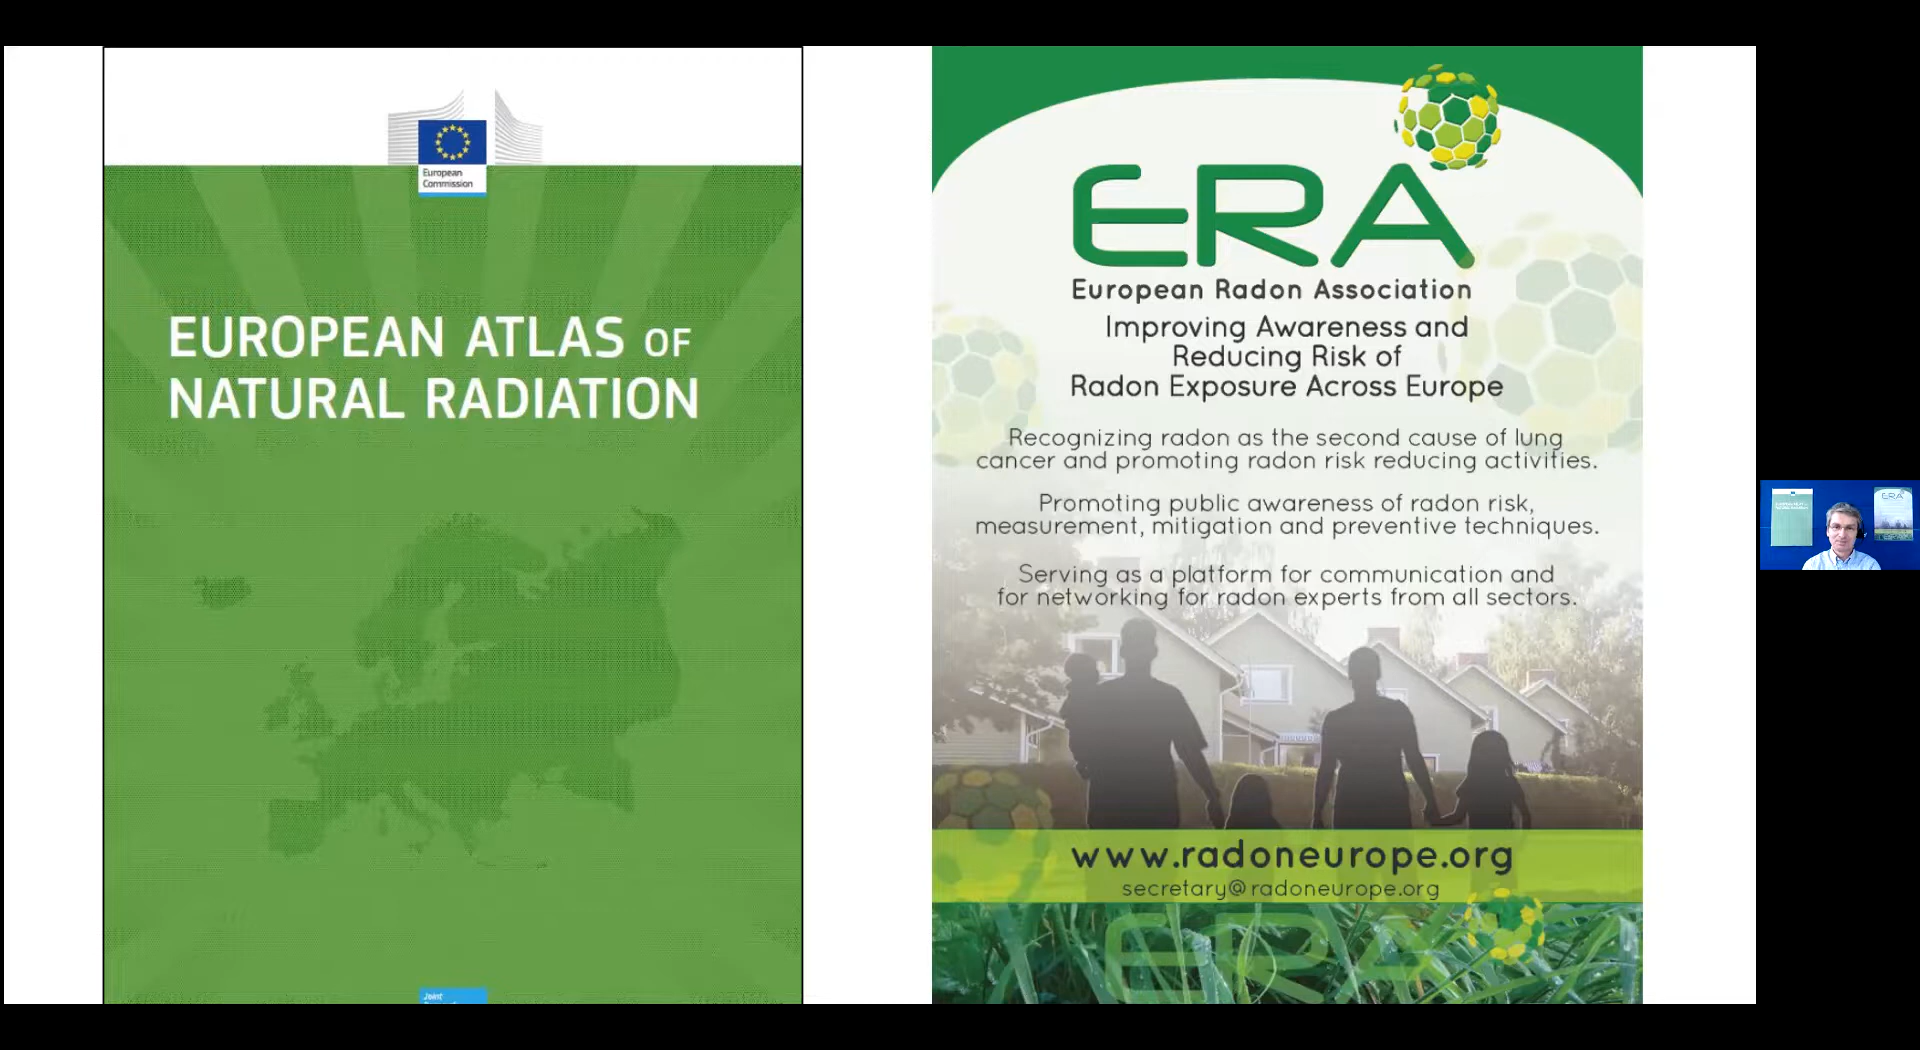 European
Commission
EUROPEAN ATLAS OF
NATURAL RADIATION
Joint
ERA
European Radon Association
Improving Awareness and
Reducing Risk of
Radon Exposure Across Europe
Recognizing radon as the second cause of lung
cancer and promoting radon risk reducing activities.
Promoting public awareness of radon risk,
measurement, mitigation and preventive techniques.
Serving as a platform for communication and
for networking for radon experts from all sectors.
www.radoneurope.org
secretary@radoneurope.org
ERA
ERA